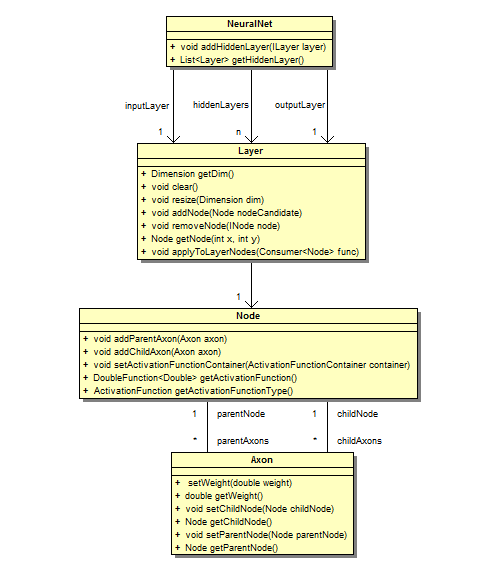 NeuralNet
+ void addHiddenLayer(ILayer layer)
+ List<Layer> getHiddenLayer()
inputLayer hiddenLayers outputLayer
1 n 1
Layer
+ Dimension getDim()
+ void clear()
+ void resize(Dimension dim)
+ void addNode(Node nodeCandidate)
+ void removeNode(INode node)
+ Node getNode(int x, int y)
+ void applyToLayerNodes(Consumer<Node> func)
1
Node
+ void addParentAxon(Axon axon)
+ void addChildAxon(Axon axon)
+ void setActivationFunctionContainer(ActivationFunctionContainer container)
+ DoubleFunction<Double> getActivationFunction()
+ ActivationFunction getActivationFunctionType()
1 parentNode 1 childNode
* parentAxons * childAxons
Axon
+ setWeight(double weight)
+ double getWeight()
+ void setChildNode(Node childNode)
+ Node getChildNode()
+ void setParentNode(Node parentNode)
+ Node getParentNode()